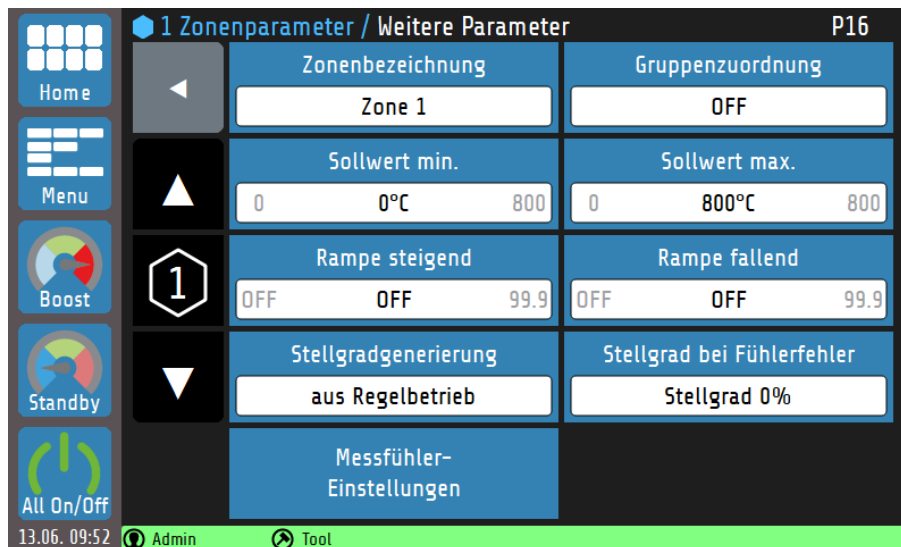 1 Zonenparameter / Weitere Parameter P16
Home
Menu
Boost
Standby
All On/Off
13.06. 09:52
1
Zonenbezeichnung
Zone 1
Gruppenzuordnung
OFF
Sollwert min.
0 0°C 800
Sollwert max.
0 800°C 800
Rampe steigend
OFF OFF 99.9
Rampe fallend
OFF OFF 99.9
Stellgradgenerierung
aus Regelbetrieb
Stellgrad bei Fühlerfehler
Stellgrad 0%
Messfühler-
Einstellungen
Admin Tool